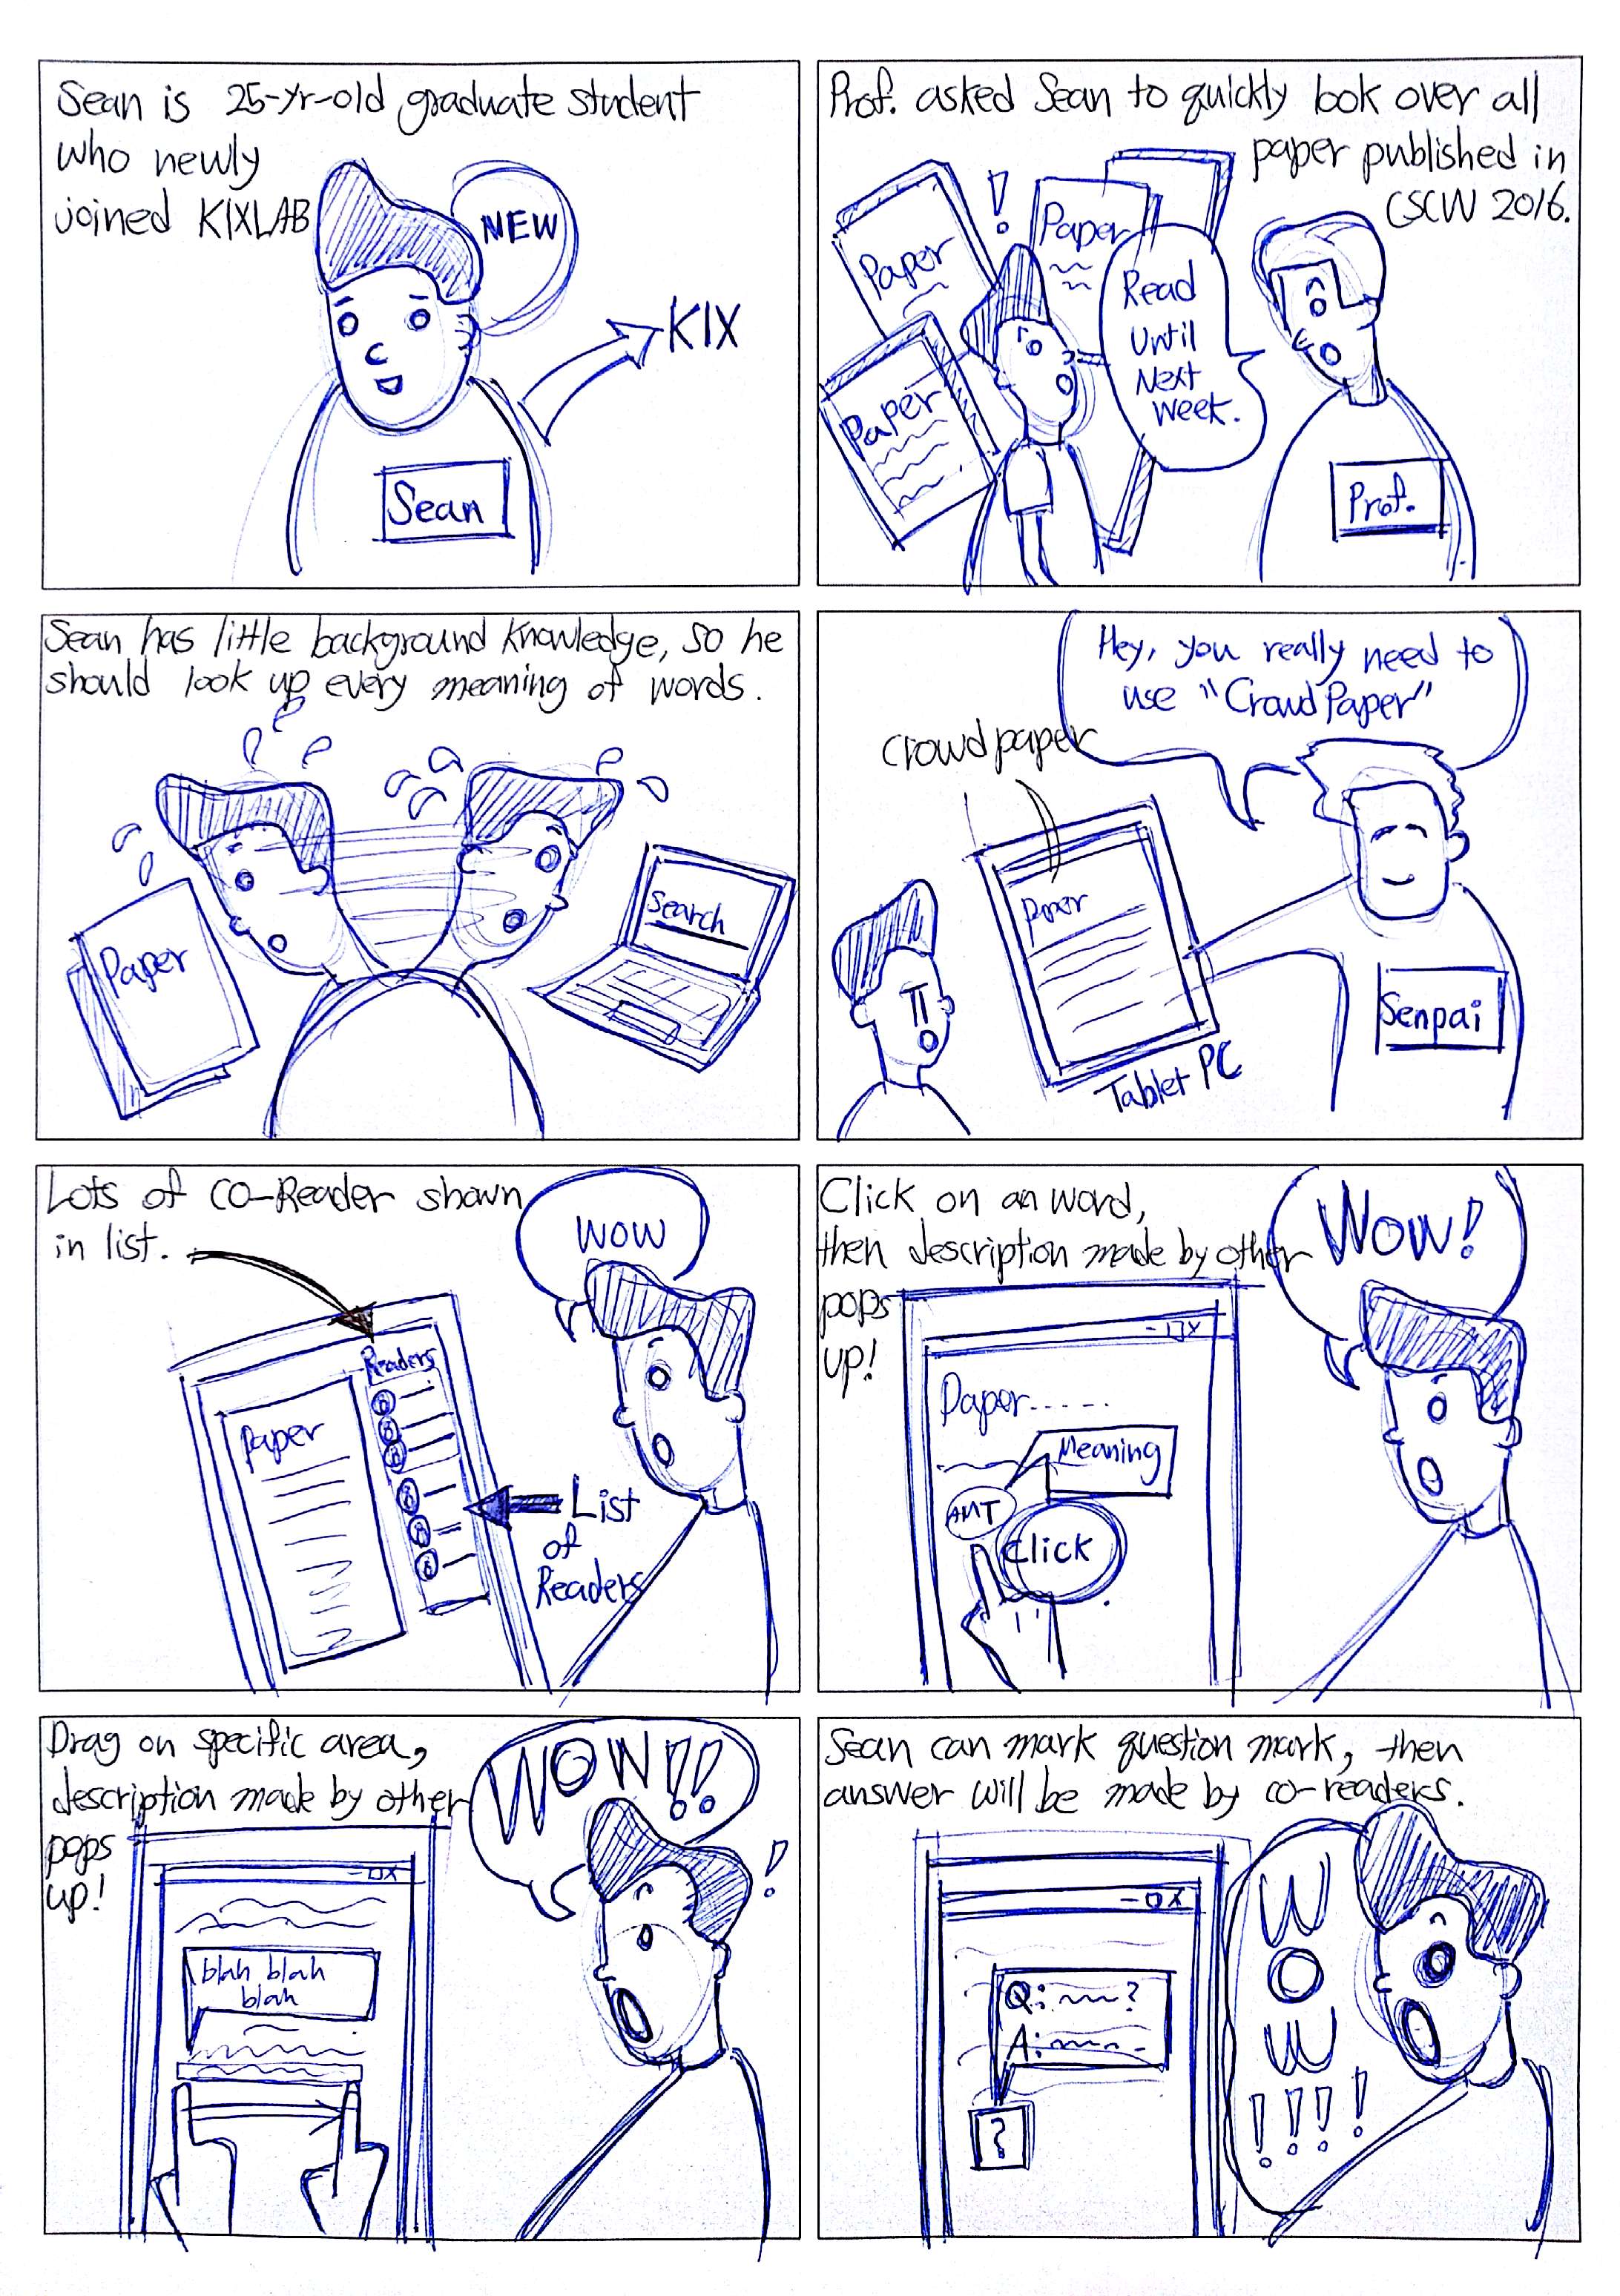 Sean is 25-yr-old graduate student
who newly
joined KIXLAB
NEW
KIX
Sean
Prof. asked Sean to quickly look over all
paper published in
CSCW 2016.
Paper
!
Paper
Paper
Read
Until
Next
week.
Prof.
Sean has little background knowledge, so he
should look up every meaning of words.
Paper
Search
Hey, you really need to
use "CrowdPaper"
crowdpaper
Paper
Tablet PC
Senpai
Lots of co-Reader shown
in list.
WOW
Readers
Paper
List
of
Readers
Click on an word,
then description made by other
pops
up!
WOW!
- □ X
Paper-----
Meaning
AMT
Click
Drag on specific area,
description made by other
pops
up!
WOW!!
!
- □ X
blah blah
blah
Sean can mark question mark, then
answer will be made by co-readers.
- □ X
Q: ?
A:
?
W
O
W
!!!!